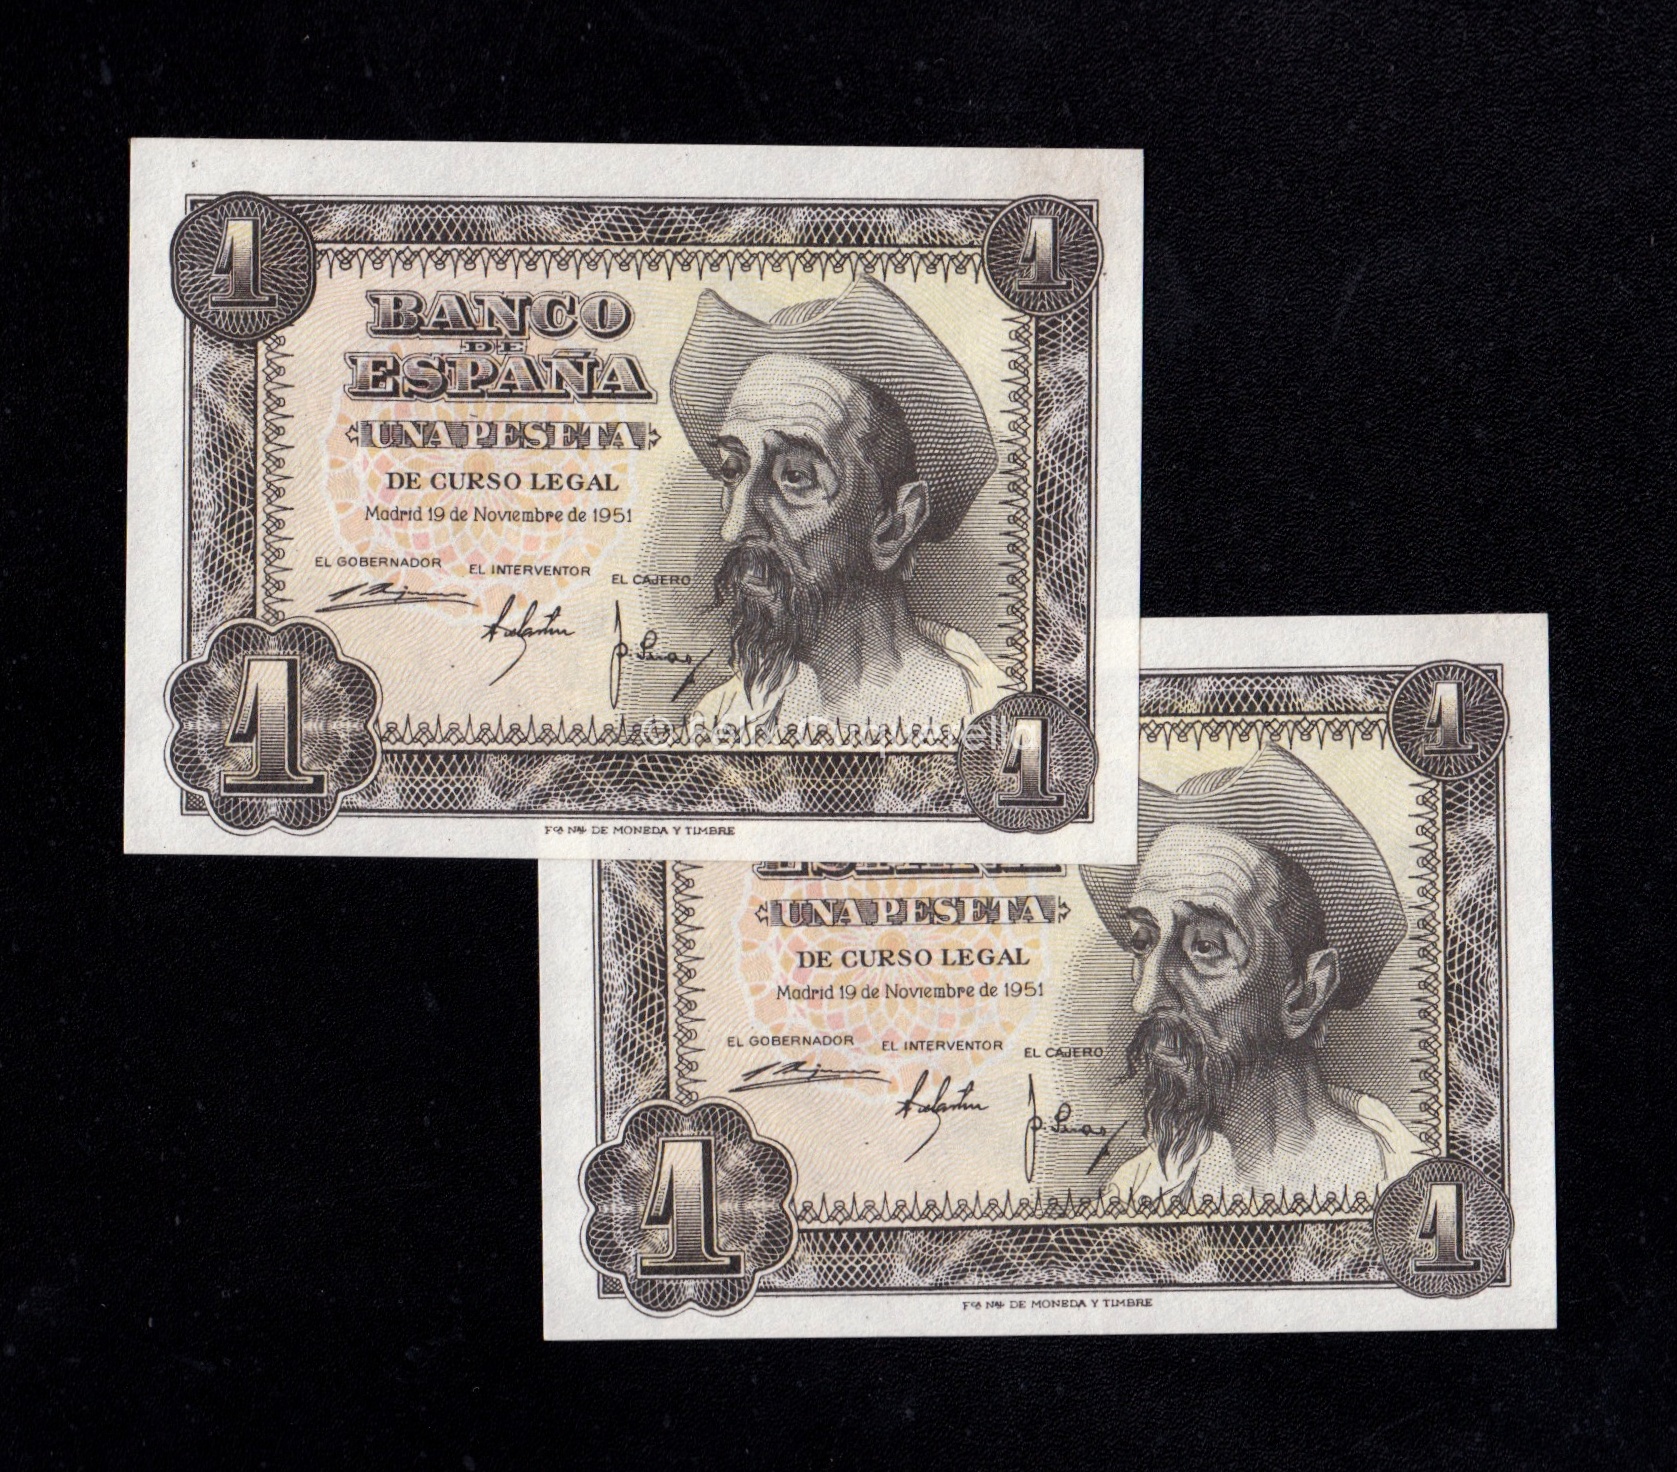 1 1
BANCO
DE
ESPAÑA
UNA PESETA
DE CURSO LEGAL
Madrid 19 de Noviembre de 1951
EL GOBERNADOR EL INTERVENTOR EL CAJERO
1 1
Fca Nal DE MONEDA Y TIMBRE
1
ESPAÑA
UNA PESETA
DE CURSO LEGAL
Madrid 19 de Noviembre de 1951
EL GOBERNADOR EL INTERVENTOR EL CAJERO
1 1
Fca Nal DE MONEDA Y TIMBRE